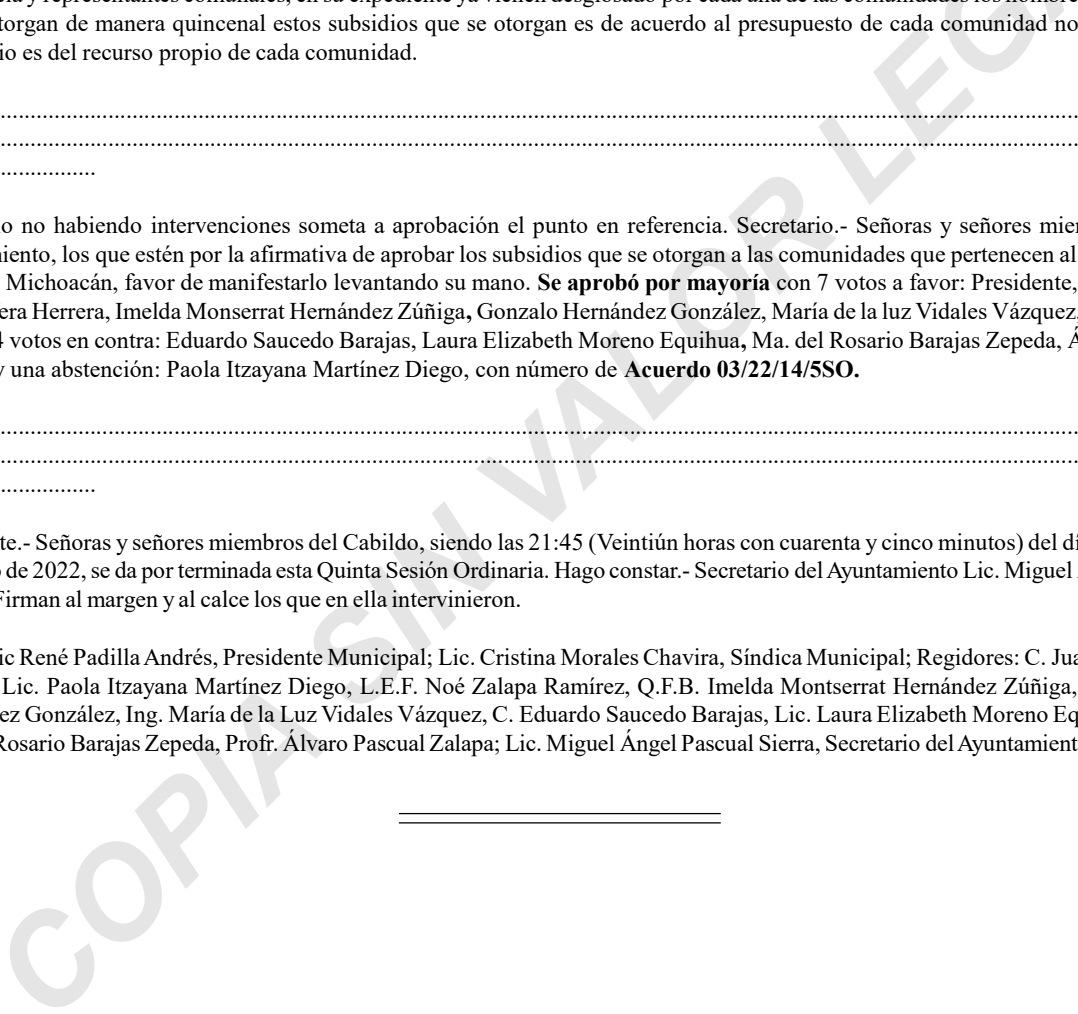 y representantes comunales, en su expediente ya vienen desglosado por cada una de las comunidades los
otorgan de manera quincenal estos subsidios que se otorgan es de acuerdo al presupuesto de cada comunidad no
es del recurso propio de cada comunidad.
....................................................................................................
....................................................................................................
..................
no habiendo intervenciones someta a aprobación el punto en referencia. Secretario.- Señoras y señores
los que estén por la afirmativa de aprobar los subsidios que se otorgan a las comunidades que pertenecen al
Michoacán, favor de manifestarlo levantando su mano. Se aprobó por mayoría con 7 votos a favor: Presidente,
Herrera, Imelda Monserrat Hernández Zúñiga, Gonzalo Hernández González, María de la luz Vidales Vázquez,
4 votos en contra: Eduardo Saucedo Barajas, Laura Elizabeth Moreno Equihua, Ma. del Rosario Barajas Zepeda,
y una abstención: Paola Itzayana Martínez Diego, con número de Acuerdo 03/22/14/5SO.
....................................................................................................
....................................................................................................
..................
te.- Señoras y señores miembros del Cabildo, siendo las 21:45 (Veintiún horas con cuarenta y cinco minutos) del
de 2022, se da por terminada esta Quinta Sesión Ordinaria. Hago constar.- Secretario del Ayuntamiento Lic. Miguel
Firman al margen y al calce los que en ella intervinieron.
René Padilla Andrés, Presidente Municipal; Lic. Cristina Morales Chavira, Síndica Municipal; Regidores: C.
Lic. Paola Itzayana Martínez Diego, L.E.F. Noé Zalapa Ramírez, Q.F.B. Imelda Montserrat Hernández Zúñiga,
ez González, Ing. María de la Luz Vidales Vázquez, C. Eduardo Saucedo Barajas, Lic. Laura Elizabeth Moreno
Rosario Barajas Zepeda, Profr. Álvaro Pascual Zalapa; Lic. Miguel Ángel Pascual Sierra, Secretario del Ayuntamient
COPIA SIN VALOR LEGA